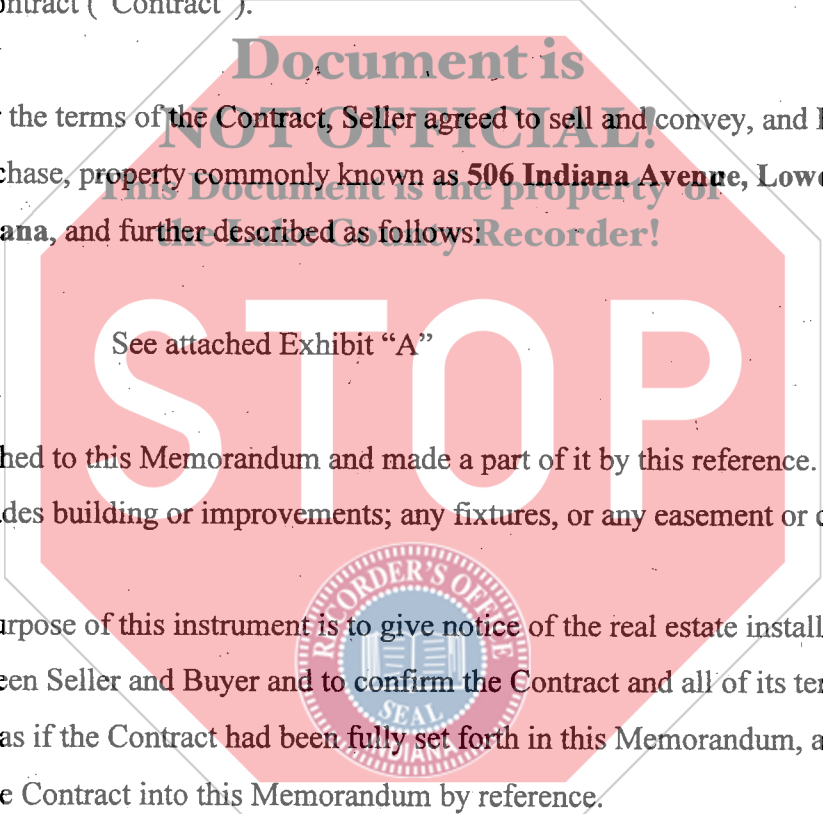 ontract ("Contract").
Document is
NOT OFFICIAL!
the terms of the Contract, Seller agreed to sell and convey, and
This Document is the property of
chase, property commonly known as 506 Indiana Avenue, Low
the Lake County Recorder!
ana, and further described as follows:
STOP
See attached Exhibit “A”
hed to this Memorandum and made a part of it by this reference.
des building or improvements; any fixtures, or any easement or
RECORDER'S OFFICE
urpose of this instrument is to give notice of the real estate install
een Seller and Buyer and to confirm the Contract and all of its te
SEAL
as if the Contract had been fully set forth in this Memorandum, a
INDIANA
e Contract into this Memorandum by reference.